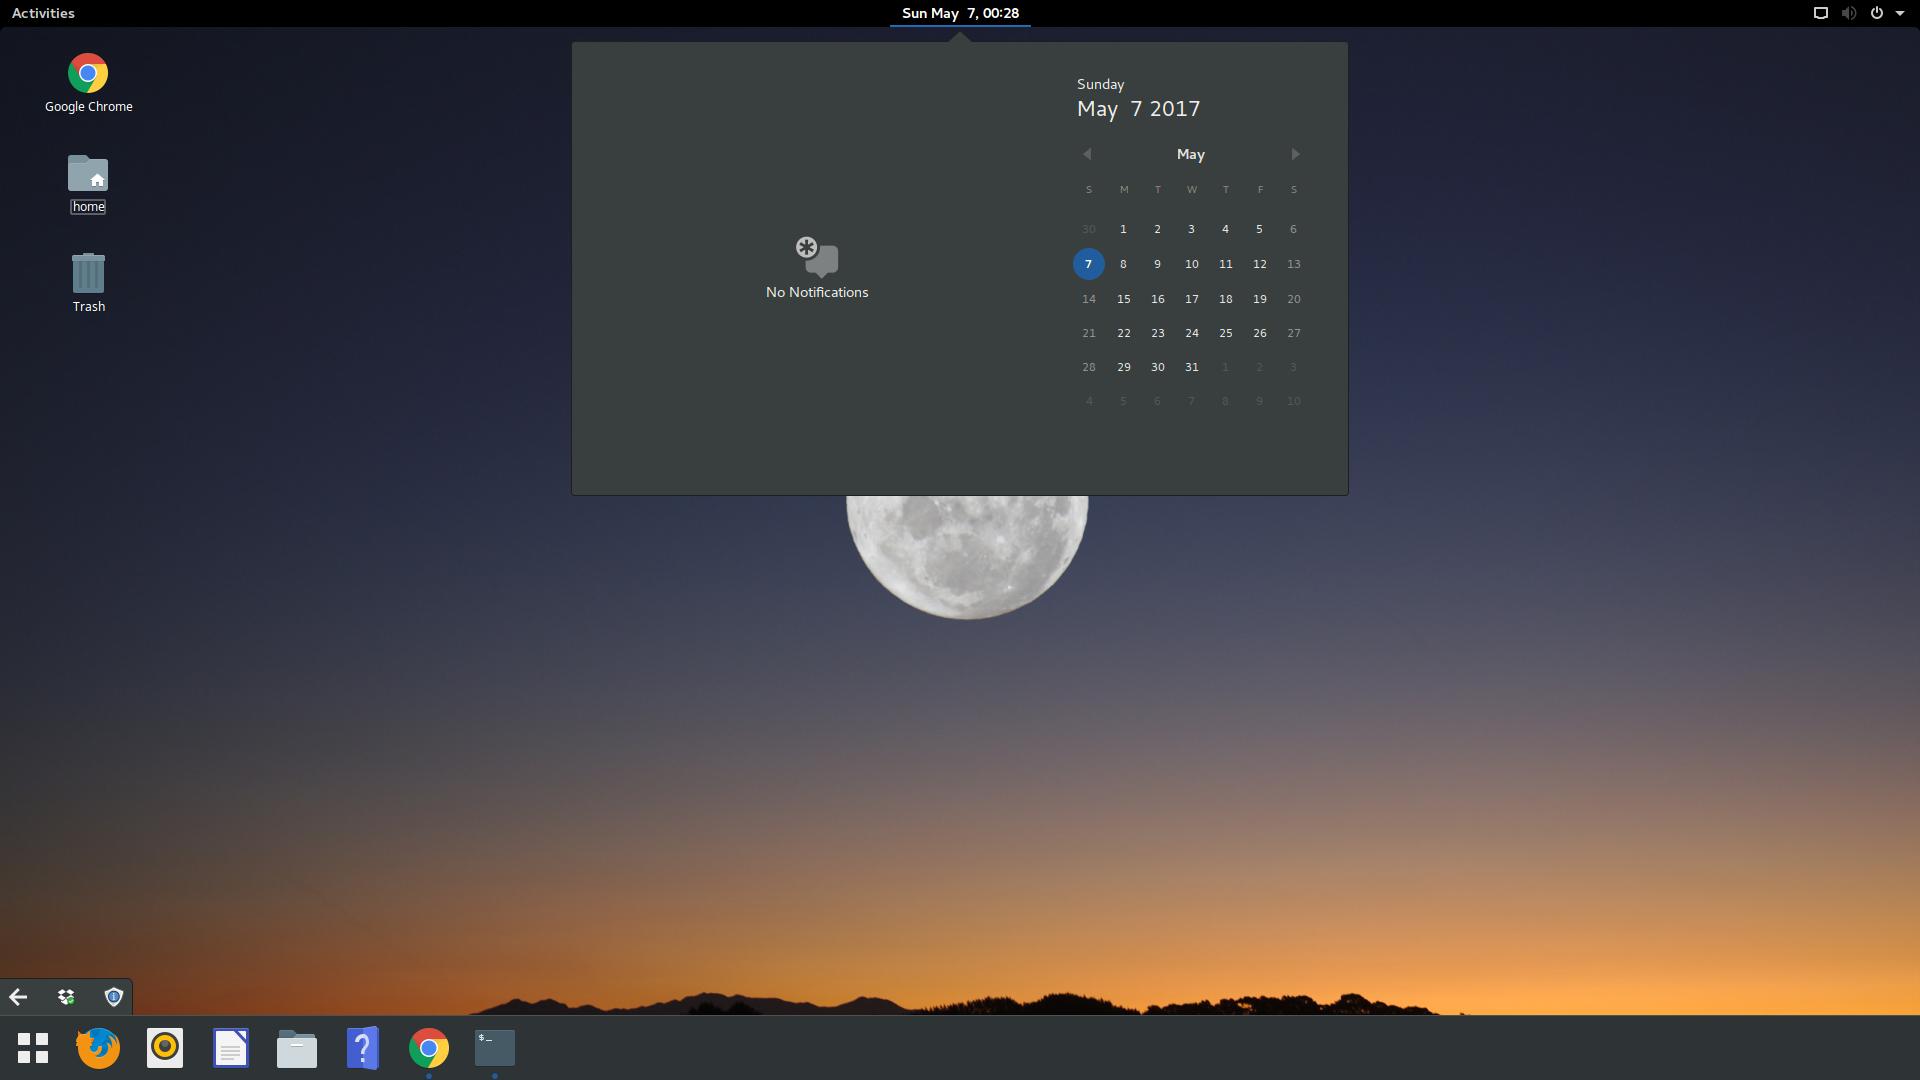 Activities
Sun May  7, 00:28
Google Chrome
home
Trash
No Notifications
Sunday
May  7 2017
May
S M T W T F S
30 1 2 3 4 5 6
7 8 9 10 11 12 13
14 15 16 17 18 19 20
21 22 23 24 25 26 27
28 29 30 31 1 2 3
4 5 6 7 8 9 10
?
$_